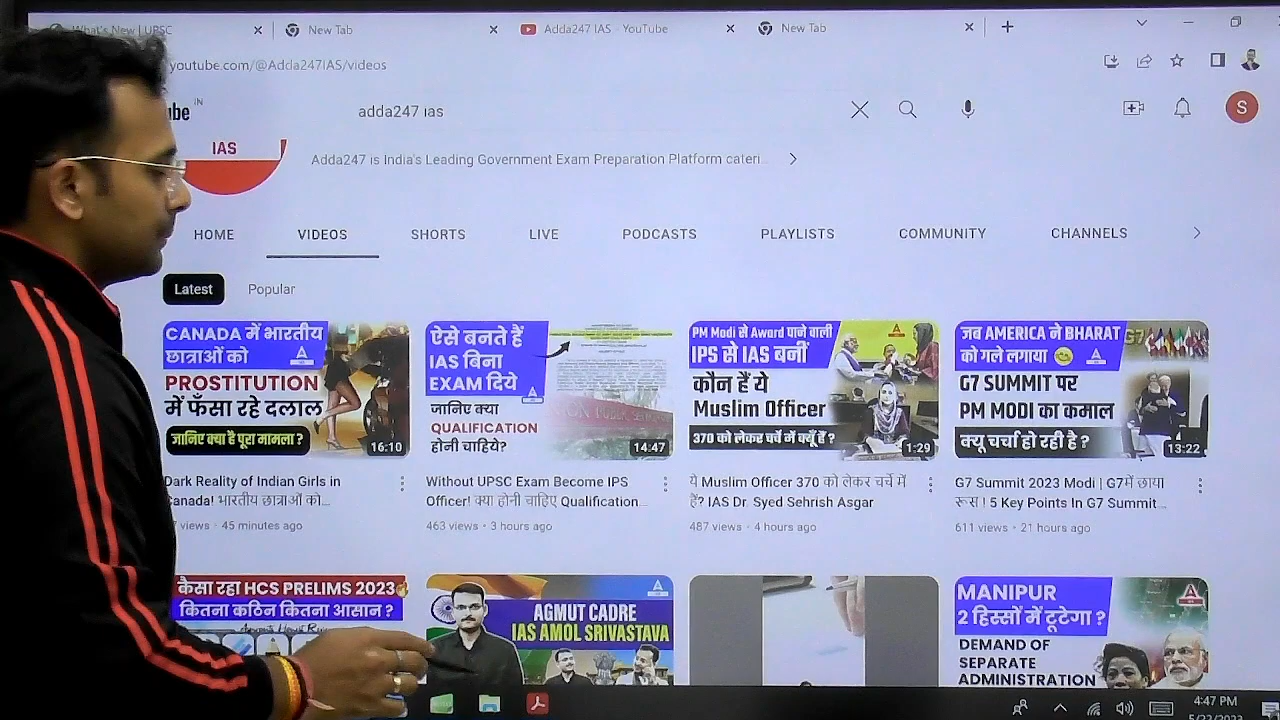 What's New | UPSC
New Tab
Adda247 IAS - YouTube
New Tab
youtube.com/@Adda247IAS/videos
ube IN
adda247 ias
S
IAS
Adda247 is India's Leading Government Exam Preparation Platform cateri...
HOME
VIDEOS
SHORTS
LIVE
PODCASTS
PLAYLISTS
COMMUNITY
CHANNELS
Latest
Popular
CANADA में भारतीय
छात्राओं को
PROSTITUTION
में फँसा रहे दलाल
जानिए क्या है पूरा मामला ?
16:10
Dark Reality of Indian Girls in
Canada! भारतीय छात्राओं को...
views • 45 minutes ago
ऐसे बनते हैं
IAS बिना
EXAM दिये
जानिए क्या
QUALIFICATION
होनी चाहिये?
14:47
Without UPSC Exam Become IPS
Officer! क्या होनी चाहिए Qualification...
463 views • 3 hours ago
PM Modi से Award पाने वाली
IPS से IAS बनीं
कौन हैं ये
Muslim Officer
370 को लेकर चर्चे में क्यूँ हैं ?
1:29
ये Muslim Officer 370 को लेकर चर्चे में
हैं? IAS Dr. Syed Sehrish Asgar
487 views • 4 hours ago
जब AMERICA ने BHARAT
को गले लगाया
G7
G7 SUMMIT पर
PM MODI का कमाल
क्यू चर्चा हो रही है ?
13:22
G7 Summit 2023 Modi | G7में छाया
रूस ! 5 Key Points In G7 Summit...
611 views • 21 hours ago
कैसा रहा HCS PRELIMS 2023
कितना कठिन कितना आसान ?
AGMUT CADRE
IAS AMOL SRIVASTAVA
MANIPUR
2 हिस्सों में टूटेगा ?
DEMAND OF
SEPARATE
ADMINISTRATION
4:47 PM